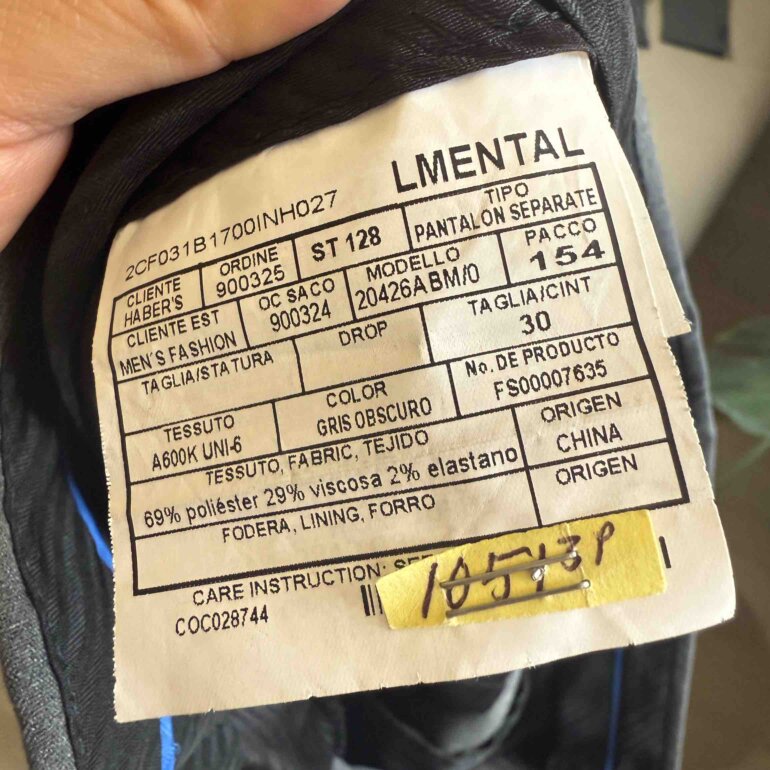 LMENTAL
2CF031B1700INH027
CLIENTE
HABER'S
ORDINE
900325
ST 128
TIPO
PANTALON SEPARATE
CLIENTE EST
MEN'S FASHION
OC SACO
900324
MODELLO
20426ABM/0
PACCO
154
TAGLIA/STATURA
DROP
TAGLIA/CINT
30
TESSUTO
A600K UNI-6
COLOR
GRIS OBSCURO
No. DE PRODUCTO
FS00007635
TESSUTO, FABRIC, TEJIDO
69% poliéster 29% viscosa 2% elastano
ORIGEN
CHINA
FODERA, LINING, FORRO
ORIGEN
CARE INSTRUCTION:
COC028744